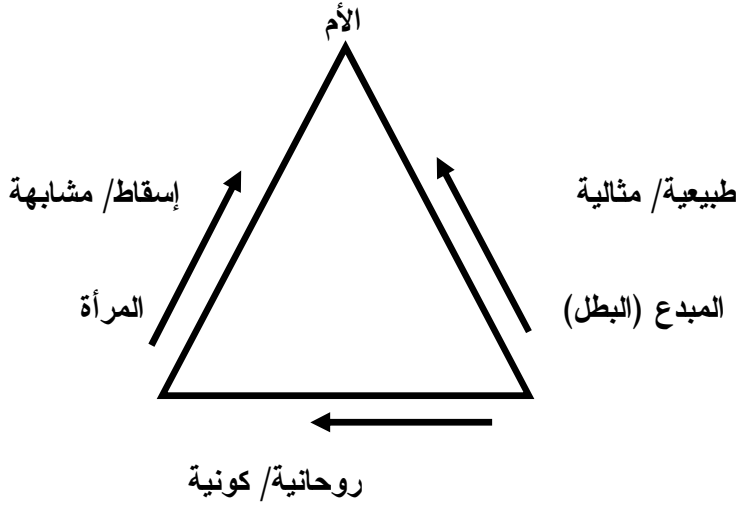 الأم
طبيعية/ مثالية
إسقاط/ مشابهة
المبدع (البطل)
المرأة
روحانية/ كونية